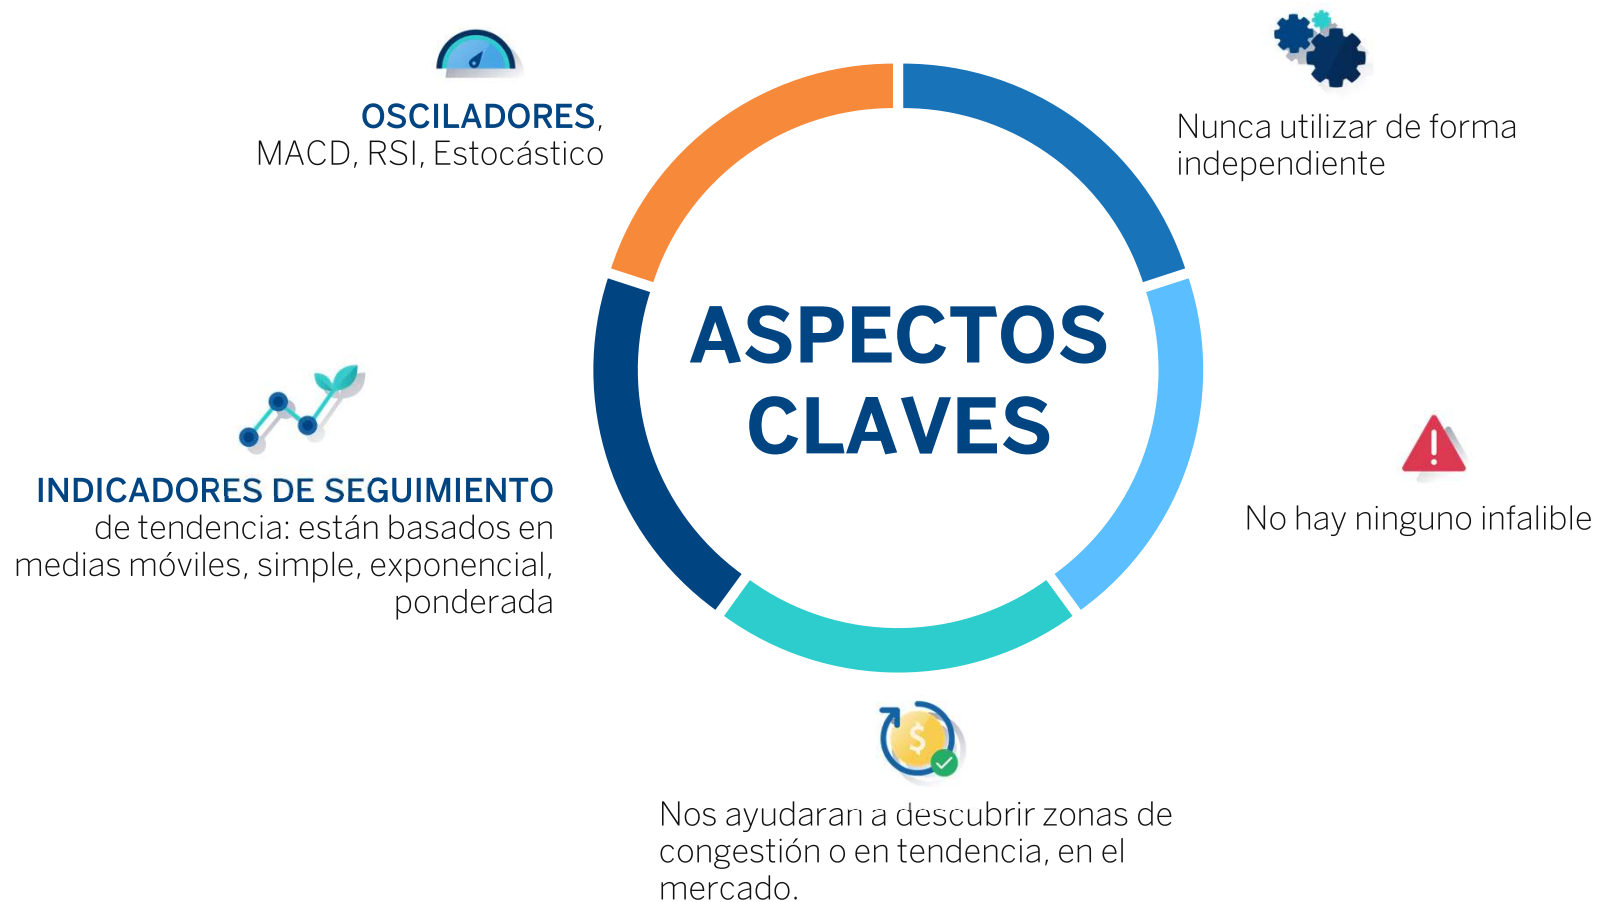 OSCILADORES,
MACD, RSI, Estocástico
Nunca utilizar de forma
independiente
ASPECTOS
CLAVES
INDICADORES DE SEGUIMIENTO
de tendencia: están basados en
medias móviles, simple, exponencial,
ponderada
No hay ninguno infalible
$
Nos ayudaran a descubrir zonas de
congestión o en tendencia, en el
mercado.